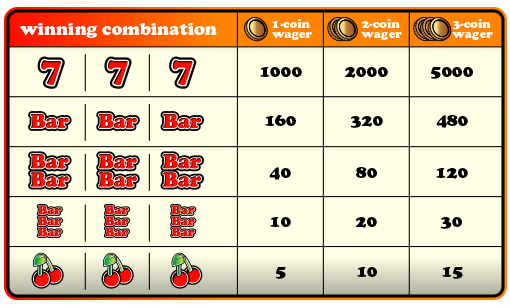 winning combination 1-coin wager 2-coin wager 3-coin wager
7 7 7 1000 2000 5000
Bar Bar Bar 160 320 480
Bar Bar Bar
Bar Bar Bar 40 80 120
Bar Bar Bar
Bar Bar Bar 10 20 30
Bar Bar Bar
5 10 15